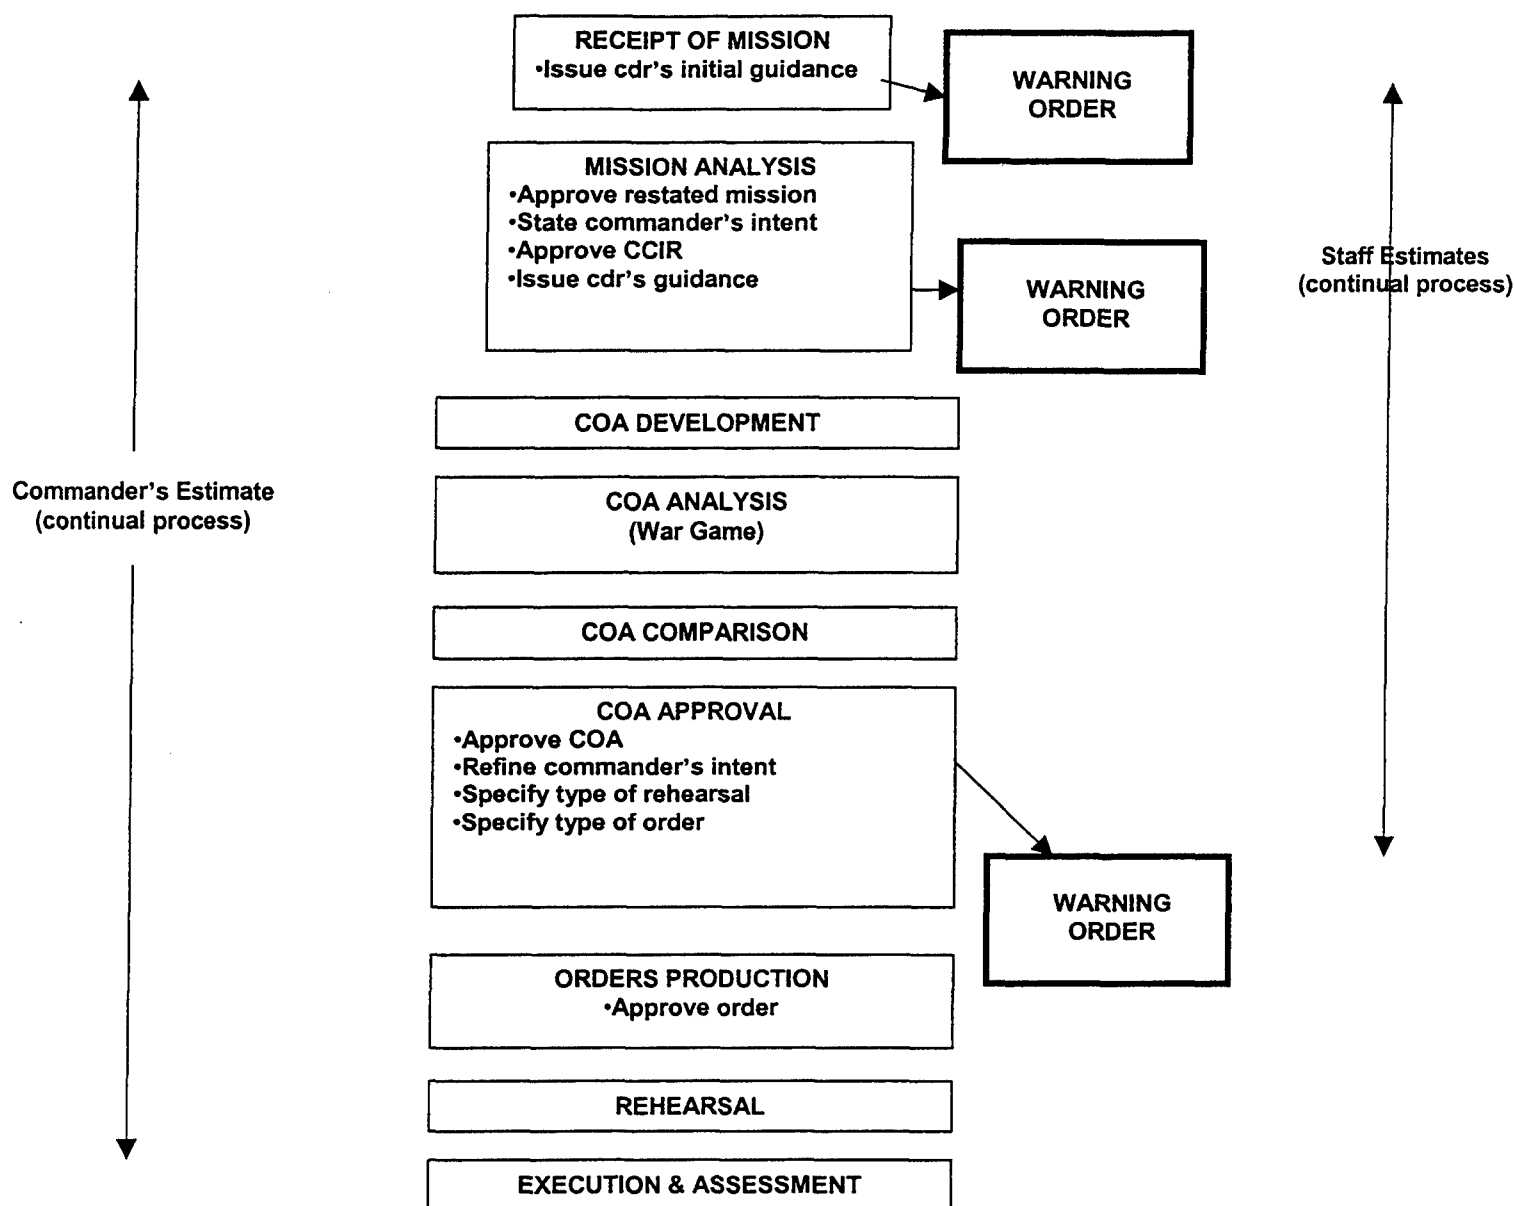 RECEIPT OF MISSION
•Issue cdr's initial guidance
WARNING
ORDER
MISSION ANALYSIS
•Approve restated mission
•State commander's intent
•Approve CCIR
•Issue cdr's guidance
WARNING
ORDER
Staff Estimates
(continual process)
COA DEVELOPMENT
Commander's Estimate
(continual process)
COA ANALYSIS
(War Game)
COA COMPARISON
COA APPROVAL
•Approve COA
•Refine commander's intent
•Specify type of rehearsal
•Specify type of order
WARNING
ORDER
ORDERS PRODUCTION
•Approve order
REHEARSAL
EXECUTION & ASSESSMENT